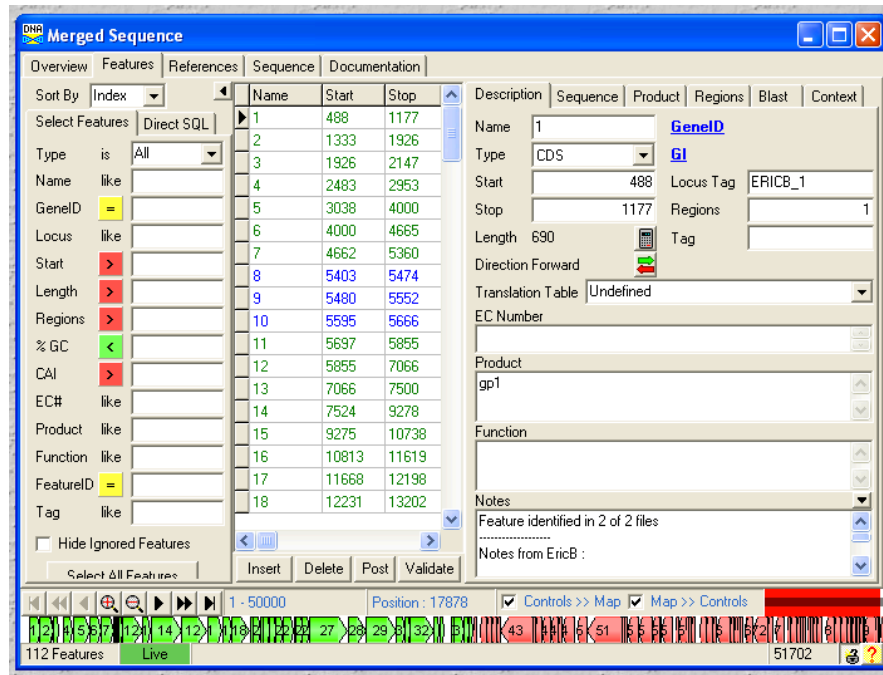 DNA Merged Sequence
Overview Features References Sequence Documentation
Sort By Index
Select Features Direct SQL
Type is All
Name like
GeneID =
Locus like
Start >
Length >
Regions >
% GC <
CAI >
EC# like
Product like
Function like
FeatureID =
Tag like
Hide Ignored Features
Select All Features
Name Start Stop
1 488 1177
2 1333 1926
3 1926 2147
4 2483 2953
5 3038 4000
6 4000 4665
7 4662 5360
8 5403 5474
9 5480 5552
10 5595 5666
11 5697 5855
12 5855 7066
13 7066 7500
14 7524 9278
15 9275 10738
16 10813 11619
17 11668 12198
18 12231 13202
Insert Delete Post Validate
Description Sequence Product Regions Blast Context
Name 1 GeneID
Type CDS GI
Start 488 Locus Tag ERICB_1
Stop 1177 Regions 1
Length 690 Tag
Direction Forward
Translation Table Undefined
EC Number
Product
gp1
Function
Notes
Feature identified in 2 of 2 files
-------------------
Notes from EricB :
1 - 50000 Position : 17878 Controls >> Map Map >> Controls
27 28 29 32 43 51
112 Features Live 51702 ?